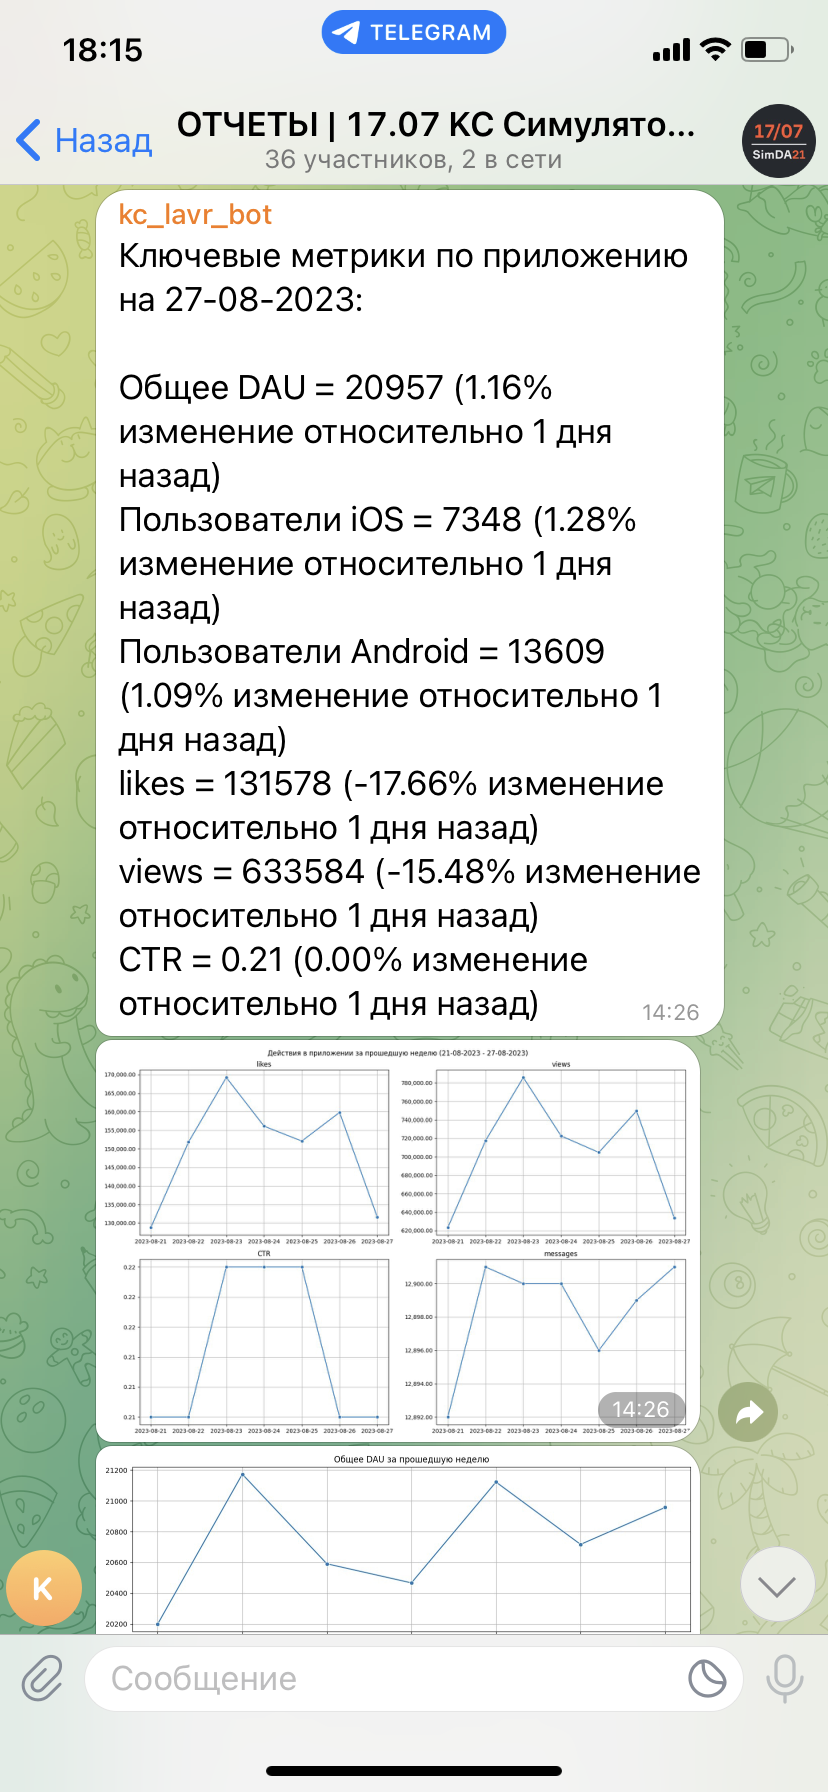 18:15
TELEGRAM
Назад
ОТЧЕТЫ | 17.07 КС Симулято...
36 участников, 2 в сети
17/07
SimDA21
kc_lavr_bot
Ключевые метрики по приложению
на 27-08-2023:
Общее DAU = 20957 (1.16%
изменение относительно 1 дня
назад)
Пользователи iOS = 7348 (1.28%
изменение относительно 1 дня
назад)
Пользователи Android = 13609
(1.09% изменение относительно 1
дня назад)
likes = 131578 (-17.66% изменение
относительно 1 дня назад)
views = 633584 (-15.48% изменение
относительно 1 дня назад)
CTR = 0.21 (0.00% изменение
относительно 1 дня назад)
14:26
Действия в приложении за прошедшую неделю (21-08-2023 - 27-08-2023)
likes
170,000.00
165,000.00
160,000.00
155,000.00
150,000.00
145,000.00
140,000.00
135,000.00
130,000.00
2023-08-21 2023-08-22 2023-08-23 2023-08-24 2023-08-25 2023-08-26 2023-08-27
views
780,000.00
760,000.00
740,000.00
720,000.00
700,000.00
680,000.00
660,000.00
640,000.00
620,000.00
2023-08-21 2023-08-22 2023-08-23 2023-08-24 2023-08-25 2023-08-26 2023-08-27
CTR
0.22
0.22
0.22
0.21
0.21
0.21
2023-08-21 2023-08-22 2023-08-23 2023-08-24 2023-08-25 2023-08-26 2023-08-27
messages
12,900.00
12,898.00
12,896.00
12,894.00
12,892.00
2023-08-21 2023-08-22 2023-08-23 2023-08-24 2023-08-25 2023-08-26 2023-08-2
14:26
Общее DAU за прошедшую неделю
21200
21000
20800
20600
20400
20200
K
Сообщение